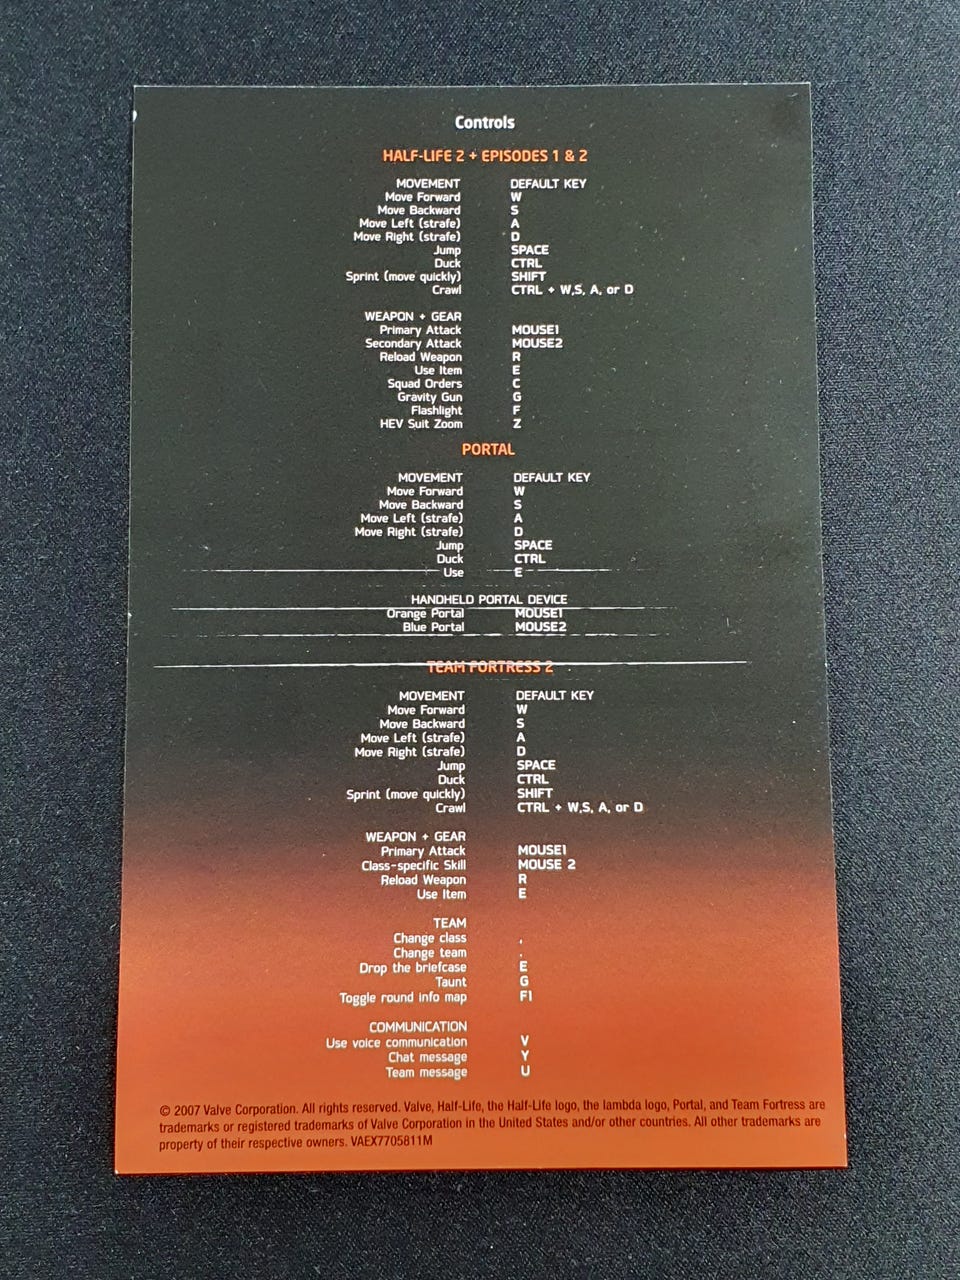 Controls
HALF-LIFE 2 + EPISODES 1 & 2
MOVEMENT DEFAULT KEY
Move Forward W
Move Backward S
Move Left (strafe) A
Move Right (strafe) D
Jump SPACE
Duck CTRL
Sprint (move quickly) SHIFT
Crawl CTRL + W,S, A, or D
WEAPON + GEAR
Primary Attack MOUSE1
Secondary Attack MOUSE2
Reload Weapon R
Use Item E
Squad Orders C
Gravity Gun G
Flashlight F
HEV Suit Zoom Z
PORTAL
MOVEMENT DEFAULT KEY
Move Forward W
Move Backward S
Move Left (strafe) A
Move Right (strafe) D
Jump SPACE
Duck CTRL
Use E
HANDHELD PORTAL DEVICE
Orange Portal MOUSE1
Blue Portal MOUSE2
TEAM FORTRESS 2
MOVEMENT DEFAULT KEY
Move Forward W
Move Backward S
Move Left (strafe) A
Move Right (strafe) D
Jump SPACE
Duck CTRL
Sprint (move quickly) SHIFT
Crawl CTRL + W,S, A, or D
WEAPON + GEAR
Primary Attack MOUSE1
Class-specific Skill MOUSE 2
Reload Weapon R
Use Item E
TEAM
Change class ,
Change team .
Drop the briefcase E
Taunt G
Toggle round info map F1
COMMUNICATION
Use voice communication V
Chat message Y
Team message U
© 2007 Valve Corporation. All rights reserved. Valve, Half-Life, the Half-Life logo, the lambda logo, Portal, and Team Fortress are
trademarks or registered trademarks of Valve Corporation in the United States and/or other countries. All other trademarks are
property of their respective owners. VAEX7705811M